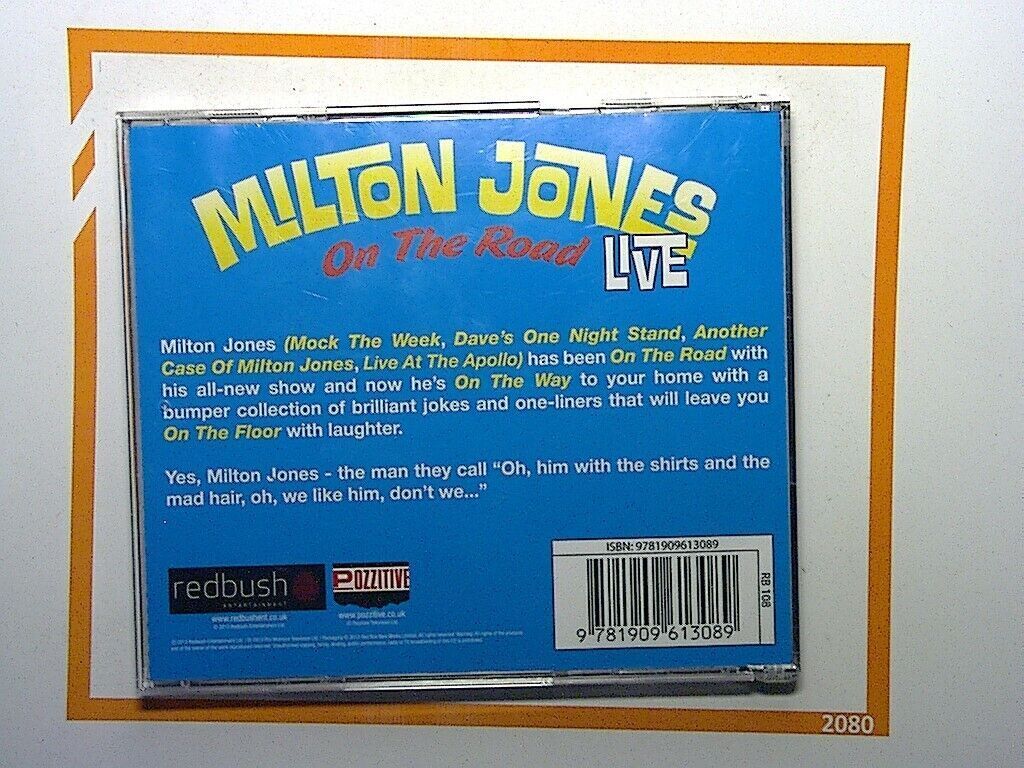 MILTON JONES
On The Road LIVE
Milton Jones (Mock The Week, Dave's One Night Stand, Another
Case Of Milton Jones, Live At The Apollo) has been On The Road with
his all-new show and now he's On The Way to your home with a
bumper collection of brilliant jokes and one-liners that will leave you
On The Floor with laughter.
Yes, Milton Jones - the man they call "Oh, him with the shirts and the
mad hair, oh, we like him, don't we..."
redbush
ENTERTAINMENT
www.redbushent.co.uk
POZZITIVE
www.pozzitive.co.uk
ISBN: 9781909613089
9 781909 613089
RB 108
2080